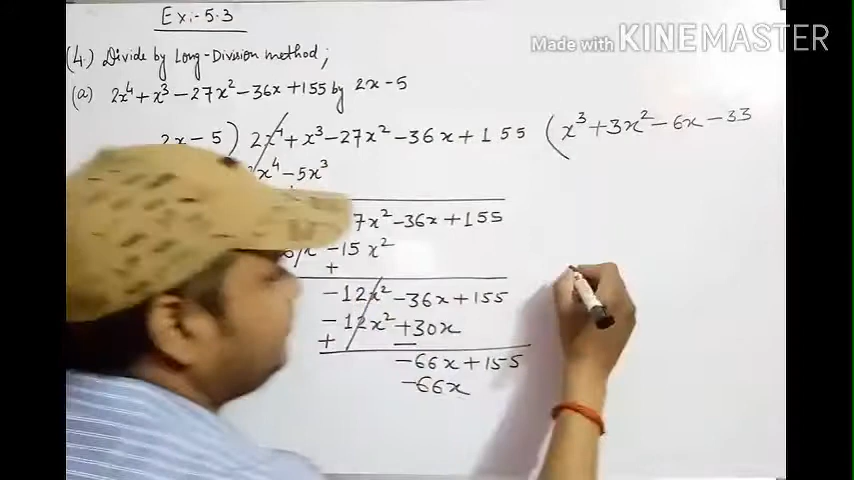 Ex:- 5.3
Made with KINEMASTER
(4.) Divide by Long-Division method;
(a) 2x⁴ + x³ - 27x² - 36x + 155 by 2x - 5
2x - 5 ) 2x⁴ + x³ - 27x² - 36x + 155 ( x³ + 3x² - 6x - 33
x⁴ - 5x³
7x² - 36x + 155
- 15x²
+
- 12x² - 36x + 155
- 12x² + 30x
+ —
- 66x + 155
- 66x